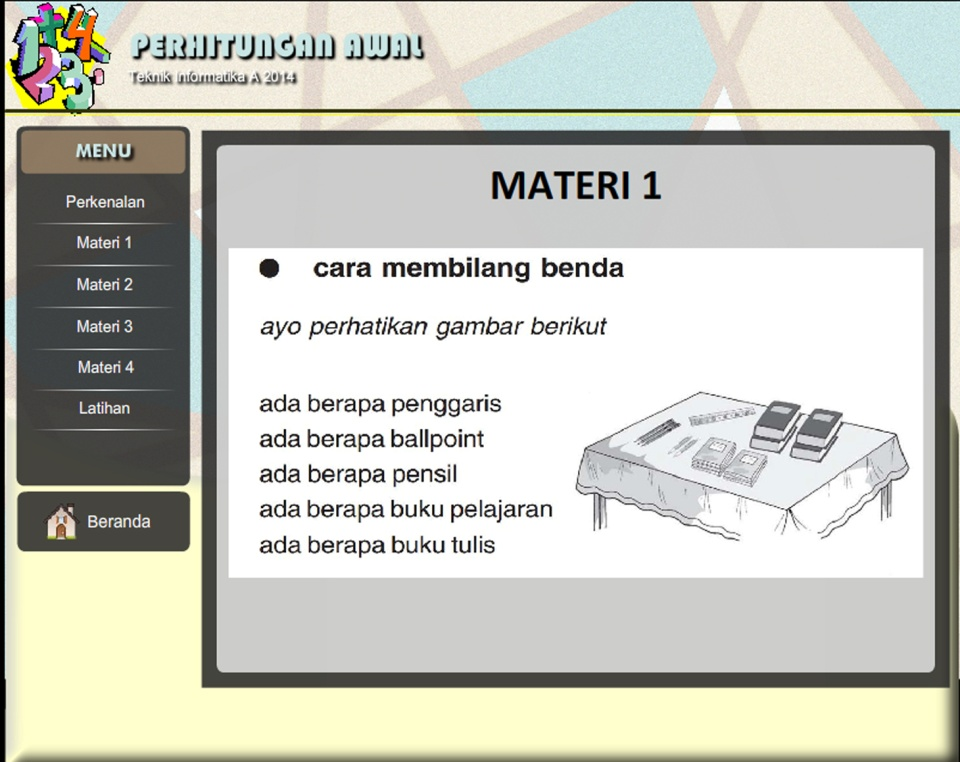 PERHITUNGAN AWAL
Teknik Informatika A 2014
MENU
Perkenalan
Materi 1
Materi 2
Materi 3
Materi 4
Latihan
Beranda
MATERI 1
● cara membilang benda
ayo perhatikan gambar berikut
ada berapa penggaris
ada berapa ballpoint
ada berapa pensil
ada berapa buku pelajaran
ada berapa buku tulis